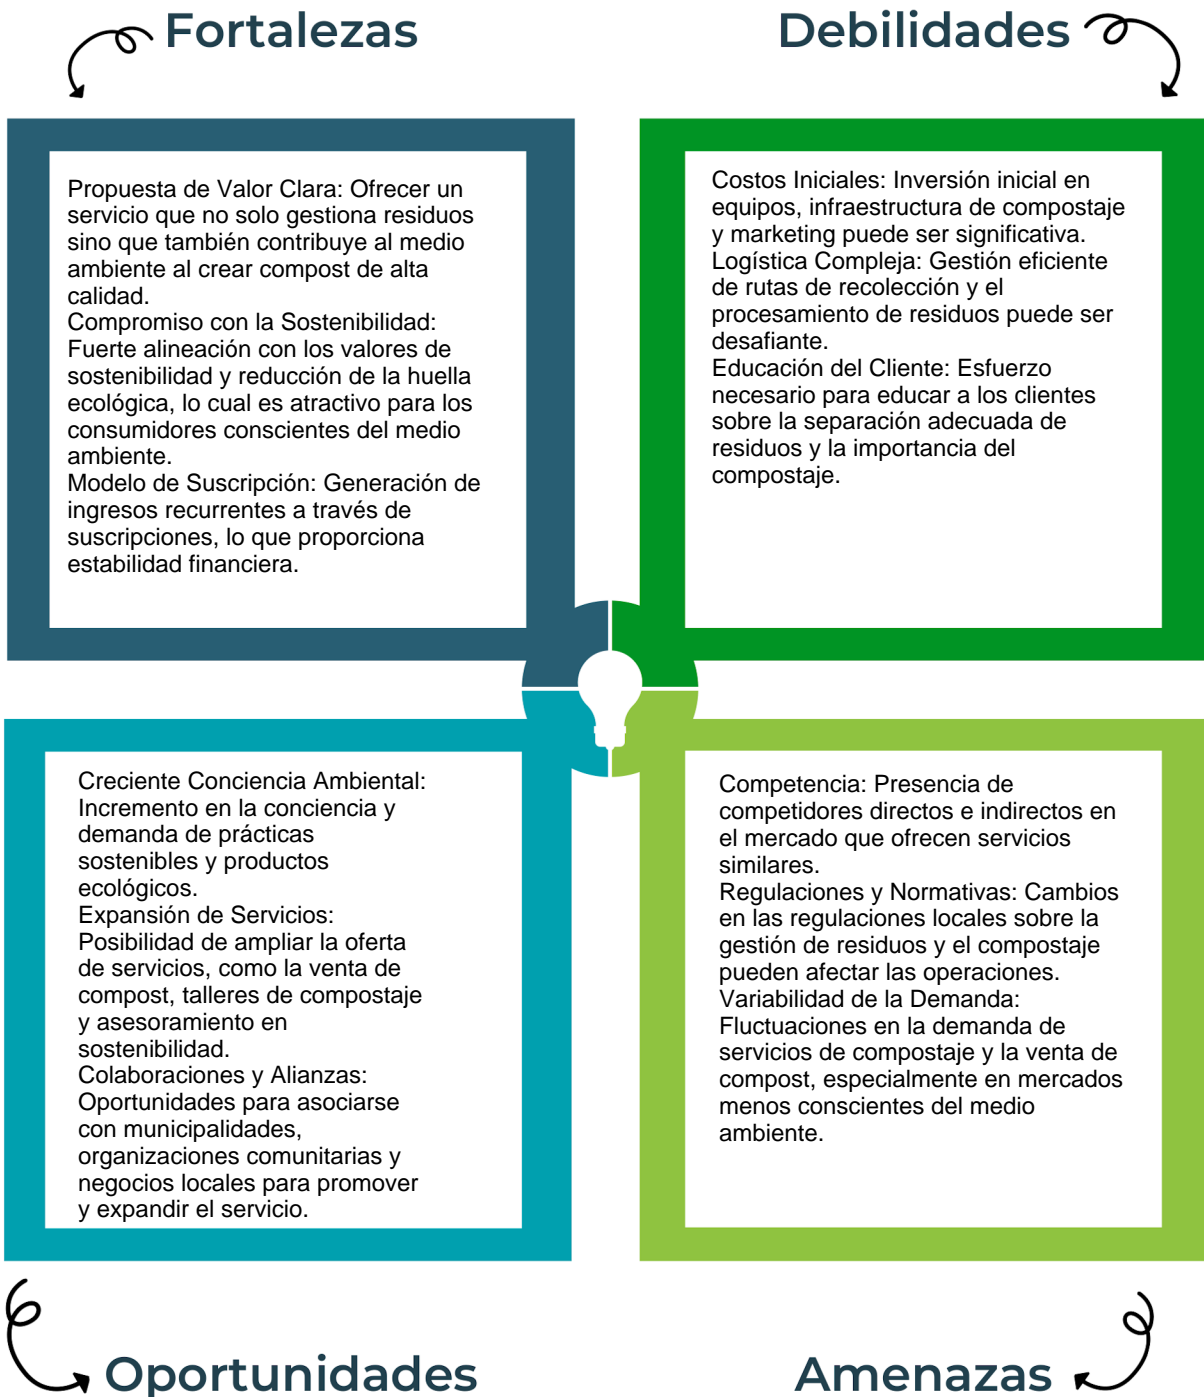 Fortalezas
Propuesta de Valor Clara: Ofrecer un
servicio que no solo gestiona residuos
sino que también contribuye al medio
ambiente al crear compost de alta
calidad.
Compromiso con la Sostenibilidad:
Fuerte alineación con los valores de
sostenibilidad y reducción de la huella
ecológica, lo cual es atractivo para los
consumidores conscientes del medio
ambiente.
Modelo de Suscripción: Generación de
ingresos recurrentes a través de
suscripciones, lo que proporciona
estabilidad financiera.
Debilidades
Costos Iniciales: Inversión inicial en
equipos, infraestructura de compostaje
y marketing puede ser significativa.
Logística Compleja: Gestión eficiente
de rutas de recolección y el
procesamiento de residuos puede ser
desafiante.
Educación del Cliente: Esfuerzo
necesario para educar a los clientes
sobre la separación adecuada de
residuos y la importancia del
compostaje.
Creciente Conciencia Ambiental:
Incremento en la conciencia y
demanda de prácticas
sostenibles y productos
ecológicos.
Expansión de Servicios:
Posibilidad de ampliar la oferta
de servicios, como la venta de
compost, talleres de compostaje
y asesoramiento en
sostenibilidad.
Colaboraciones y Alianzas:
Oportunidades para asociarse
con municipalidades,
organizaciones comunitarias y
negocios locales para promover
y expandir el servicio.
Oportunidades
Competencia: Presencia de
competidores directos e indirectos en
el mercado que ofrecen servicios
similares.
Regulaciones y Normativas: Cambios
en las regulaciones locales sobre la
gestión de residuos y el compostaje
pueden afectar las operaciones.
Variabilidad de la Demanda:
Fluctuaciones en la demanda de
servicios de compostaje y la venta de
compost, especialmente en mercados
menos conscientes del medio
ambiente.
Amenazas